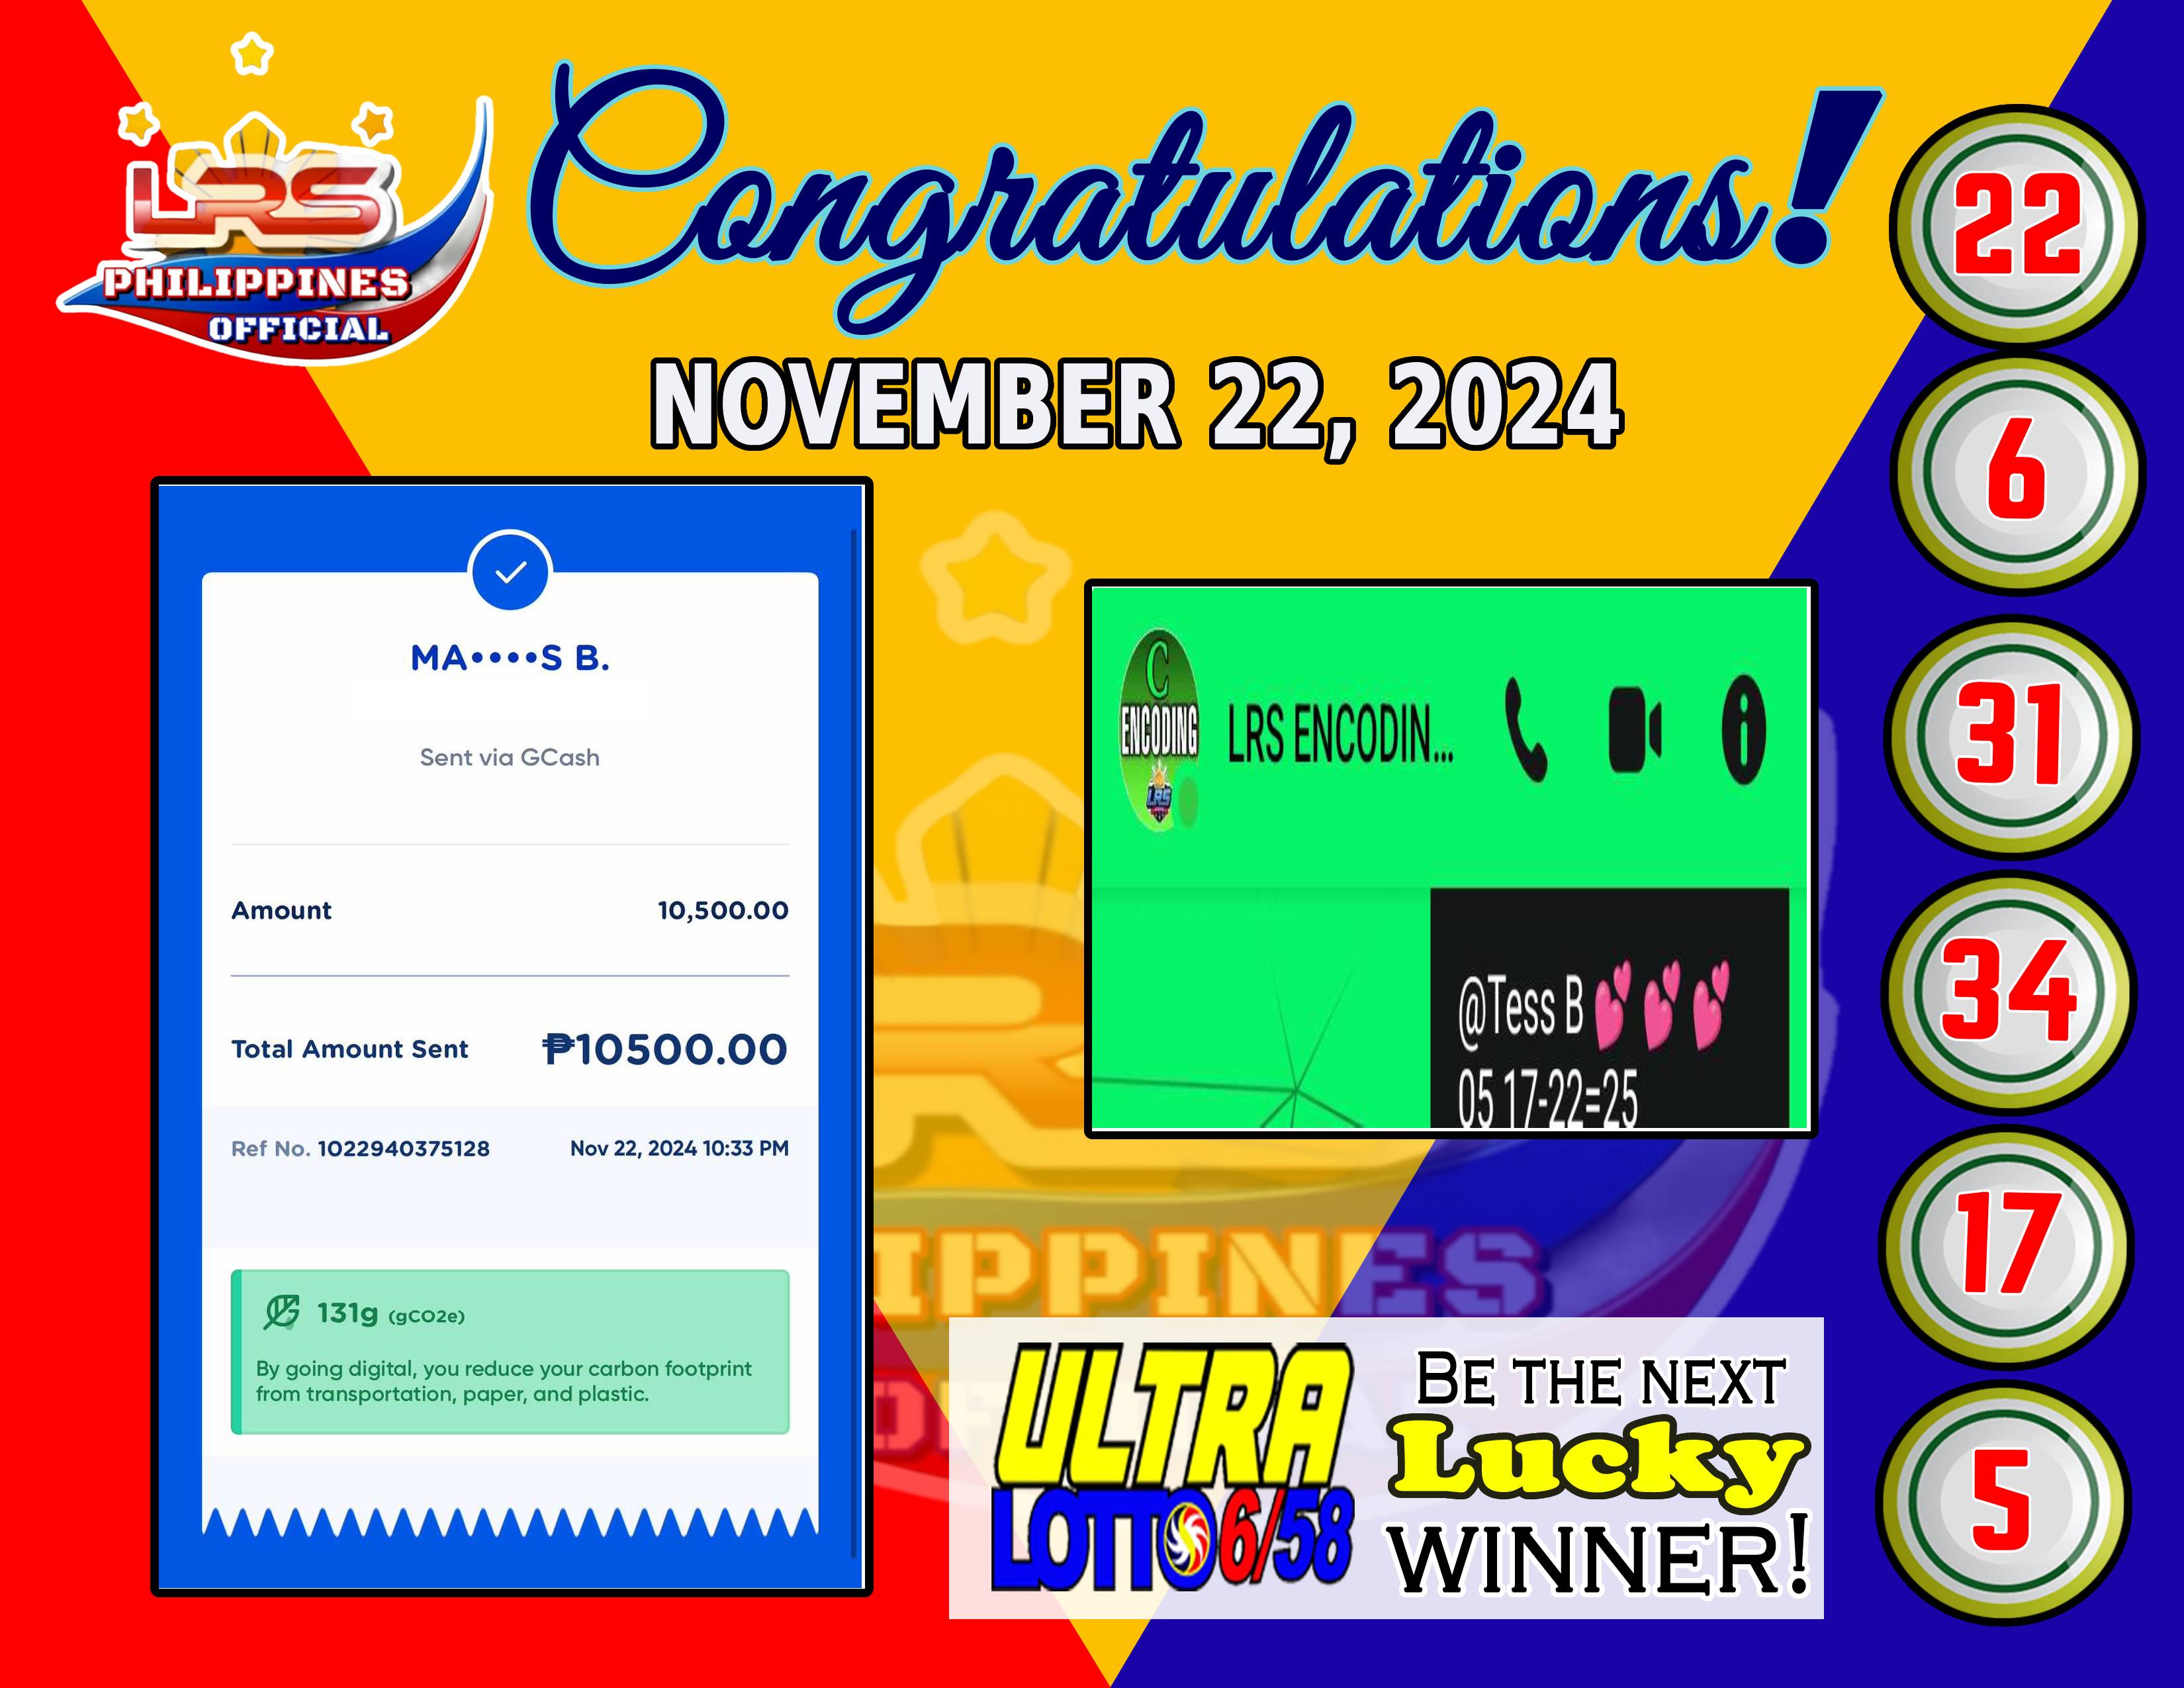 LRS
PHILIPPINES
OFFICIAL
Congratulations!
NOVEMBER 22, 2024
MA••••S B.
Sent via GCash
Amount 10,500.00
Total Amount Sent ₱10500.00
Ref No. 1022940375128 Nov 22, 2024 10:33 PM
131g (gCO2e)
By going digital, you reduce your carbon footprint
from transportation, paper, and plastic.
C
ENCODING
LRS
LRS ENCODIN...
@Tess B 💕 💕 💕
05 17-22=25
IPPINES
ULTRA
LOTTO 6/58
BE THE NEXT
Lucky
WINNER!
22
6
31
34
17
5